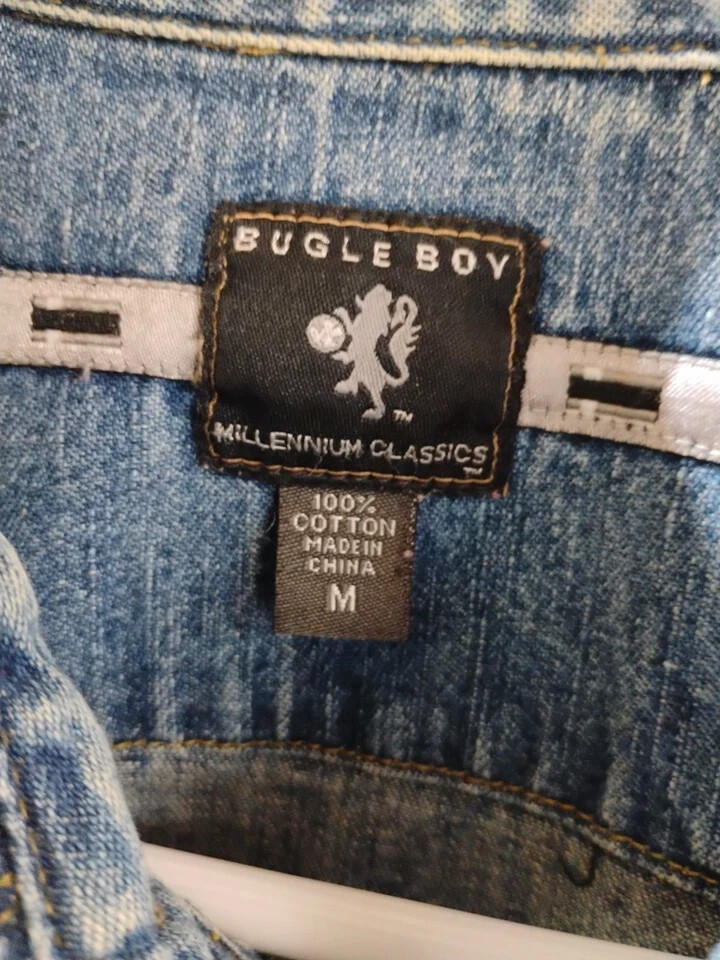 BUGLE BOY
TM
MILLENNIUM CLASSICS
TM
100%
COTTON
MADE IN
CHINA
M